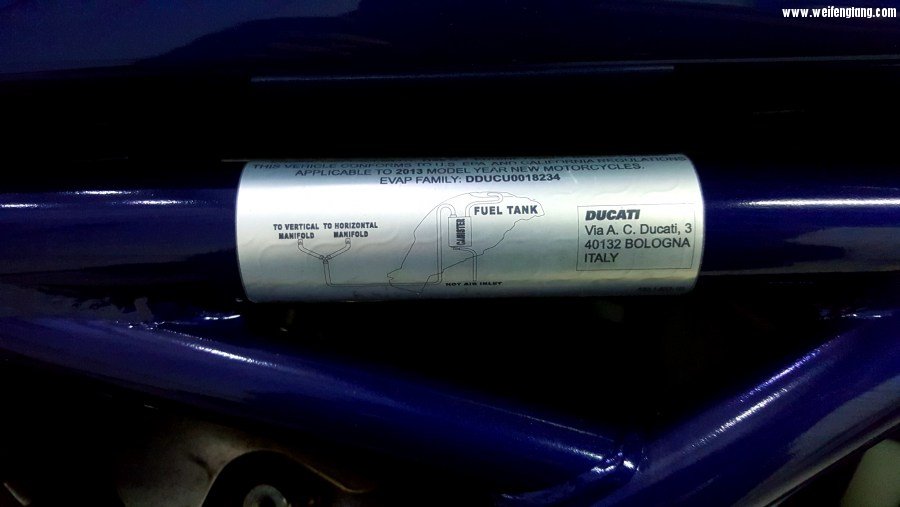 www.weifengtang.com
THIS VEHICLE CONFORMS TO U.S. EPA AND CALIFORNIA REGULATIONS
APPLICABLE TO 2013 MODEL YEAR NEW MOTORCYCLES.
EVAP FAMILY: DDUCU0018234
FUEL TANK
CANISTER
TO VERTICAL TO HORIZONTAL
MANIFOLD MANIFOLD
HOT AIR INLET
DUCATI
Via A. C. Ducati, 3
40132 BOLOGNA
ITALY